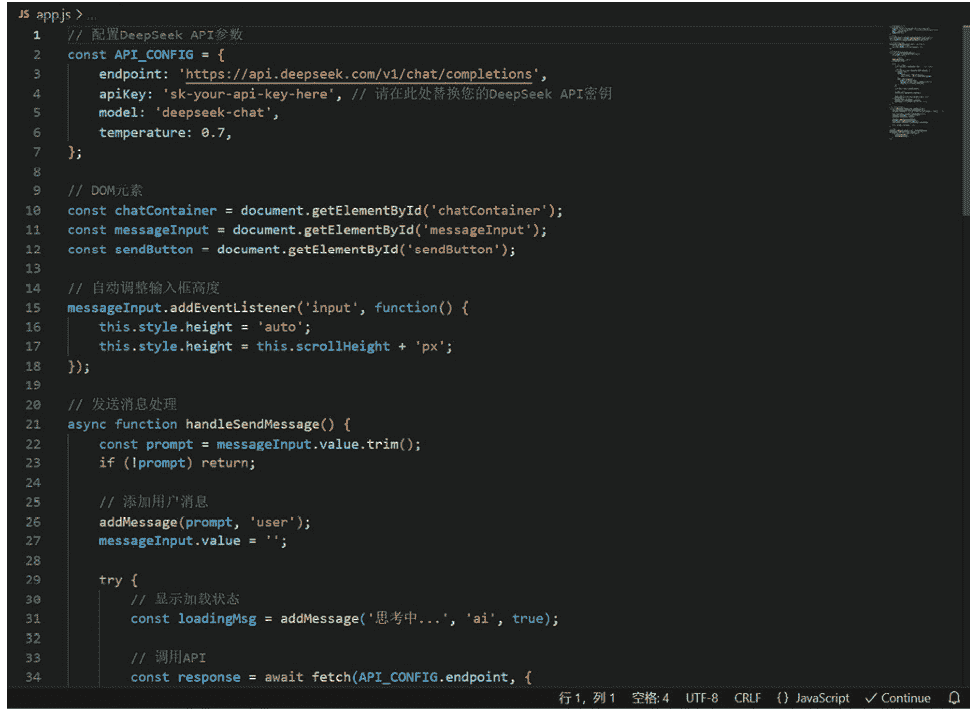 JS app.js > ...
1 // 配置DeepSeek API参数
2 const API_CONFIG = {
3     endpoint: 'https://api.deepseek.com/v1/chat/completions',
4     apiKey: 'sk-your-api-key-here', // 请在此处替换您的DeepSeek API密钥
5     model: 'deepseek-chat',
6     temperature: 0.7,
7 };
8
9 // DOM元素
10 const chatContainer = document.getElementById('chatContainer');
11 const messageInput = document.getElementById('messageInput');
12 const sendButton = document.getElementById('sendButton');
13
14 // 自动调整输入框高度
15 messageInput.addEventListener('input', function() {
16     this.style.height = 'auto';
17     this.style.height = this.scrollHeight + 'px';
18 });
19
20 // 发送消息处理
21 async function handleSendMessage() {
22     const prompt = messageInput.value.trim();
23     if (!prompt) return;
24
25     // 添加用户消息
26     addMessage(prompt, 'user');
27     messageInput.value = '';
28
29     try {
30         // 显示加载状态
31         const loadingMsg = addMessage('思考中...', 'ai', true);
32
33         // 调用API
34         const response = await fetch(API_CONFIG.endpoint, {
行 1, 列 1 空格: 4 UTF-8 CRLF {} JavaScript ✓ Continue